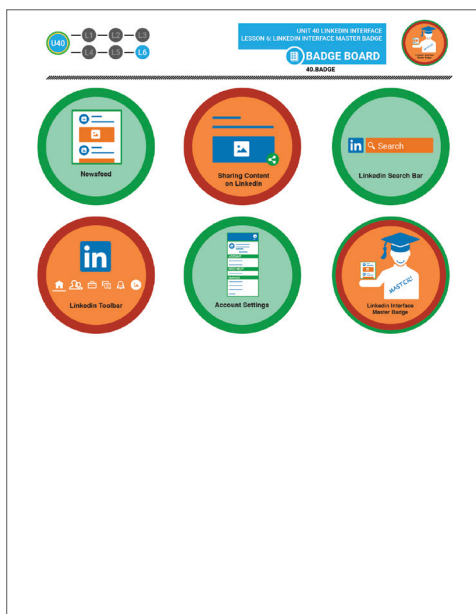 U40
L1
L2
L3
L4
L5
L6
UNIT 40 LINKEDIN INTERFACE
LESSON 6: LINKEDIN INTERFACE MASTER BADGE
BADGE BOARD
40.BADGE
Newsfeed
Sharing Content
on Linkedin
in
Search
Linkedin Search Bar
in
Linkedin Toolbar
Account Settings
MASTER!
Linkedin Interface
Master Badge